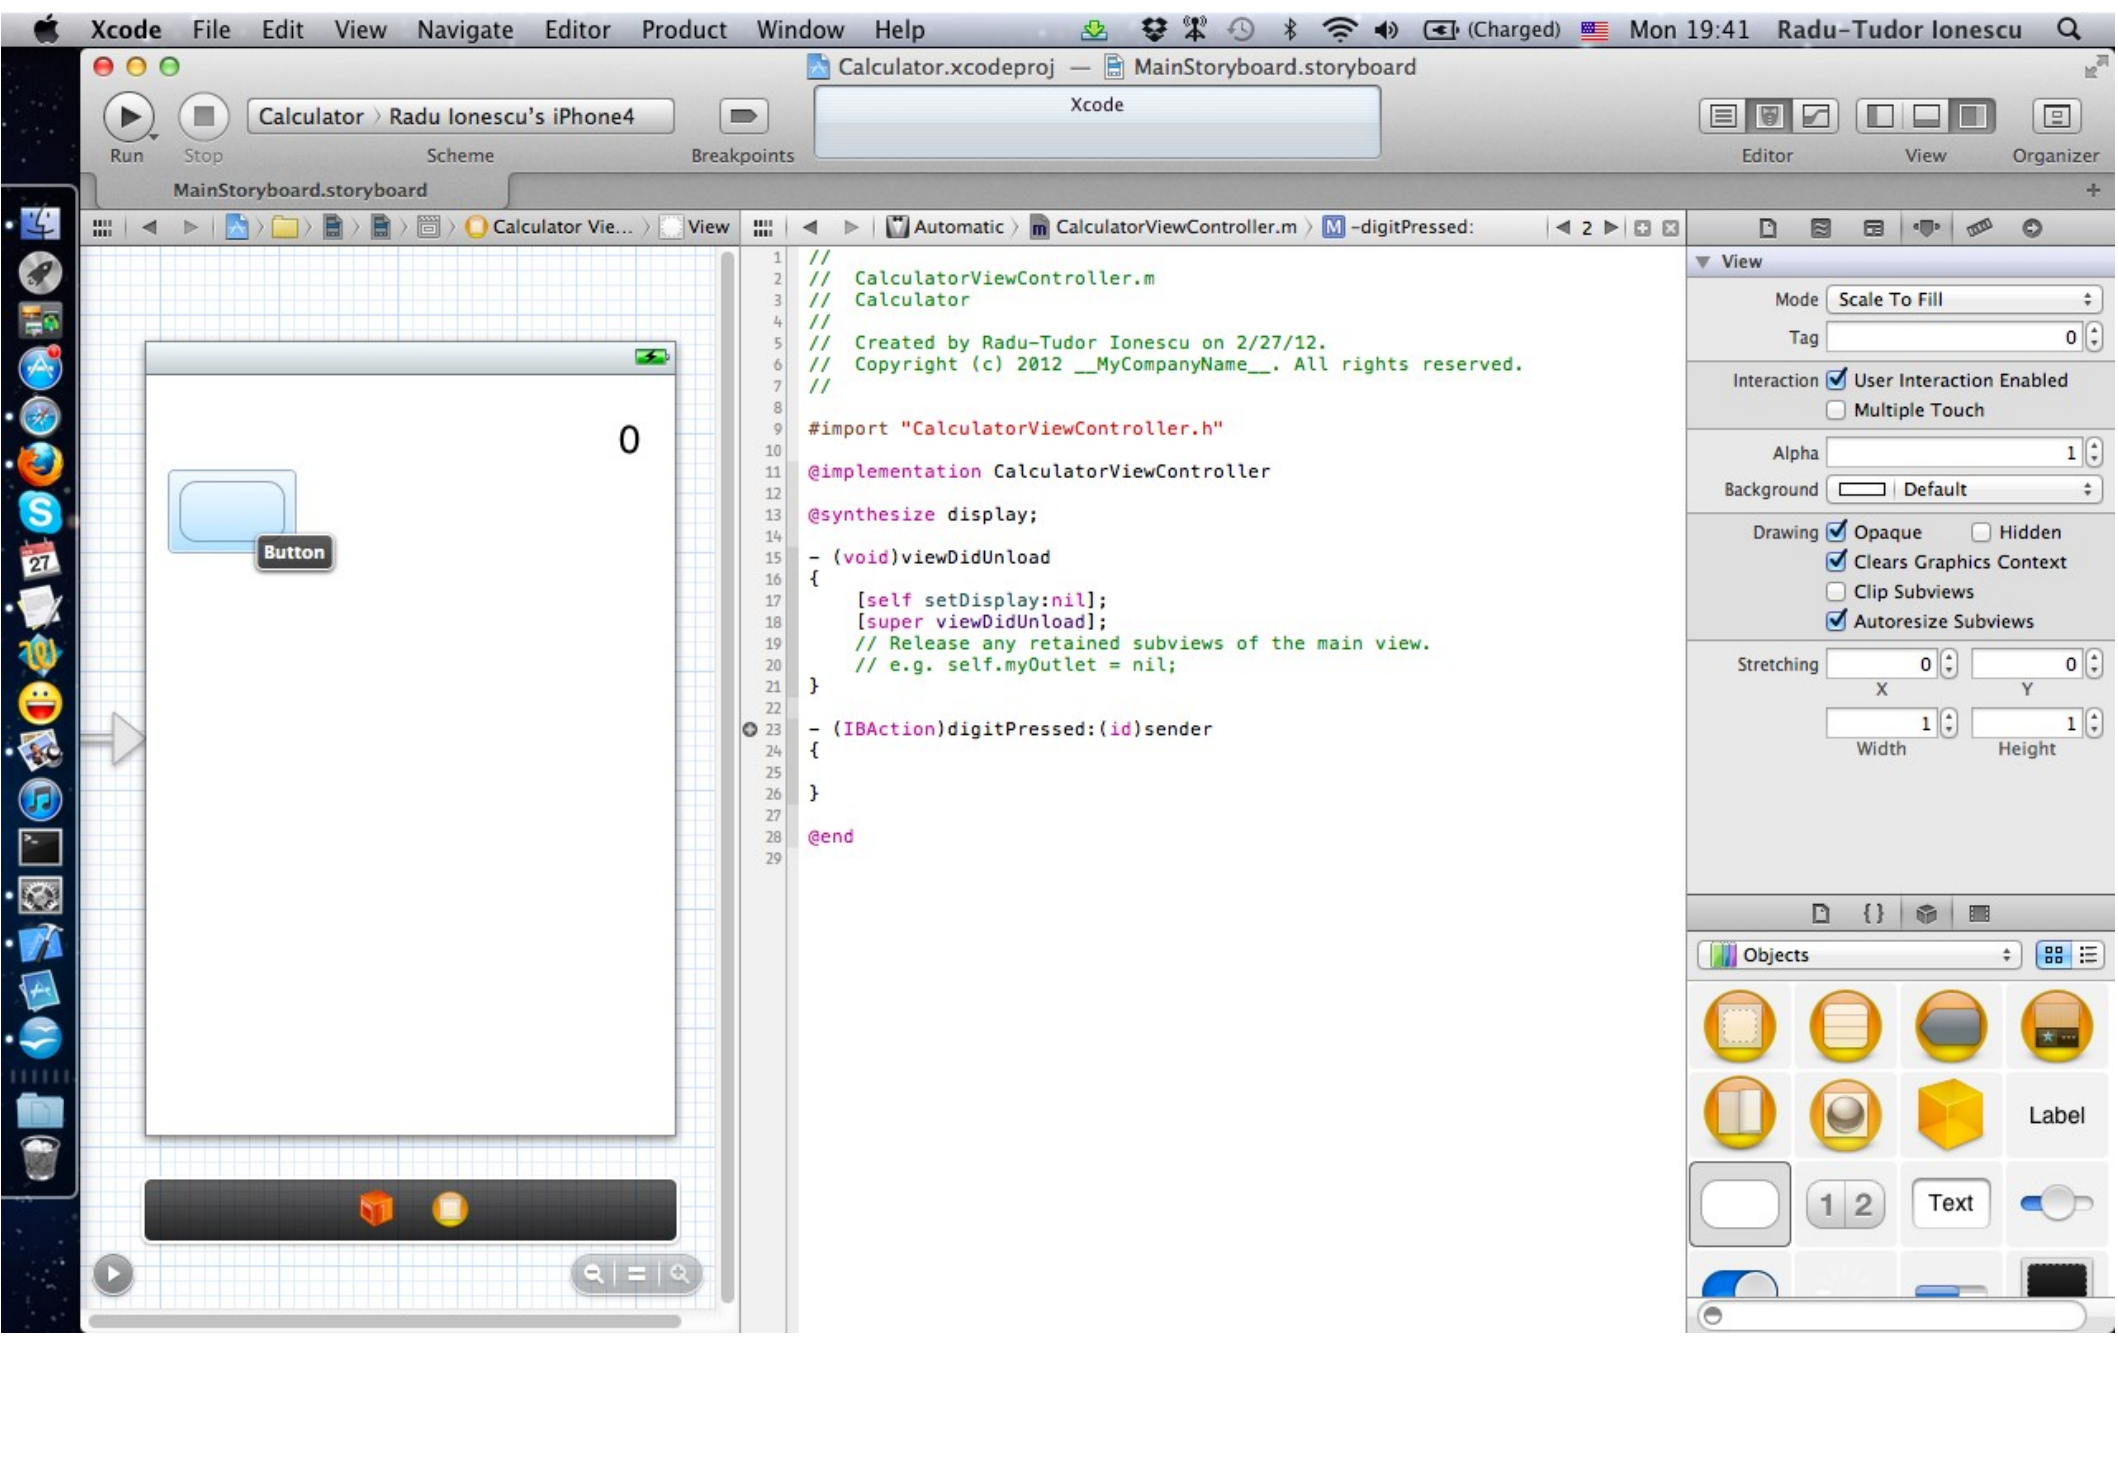 Xcode File Edit View Navigate Editor Product Window Help (Charged) Mon 19:41 Radu-Tudor Ionescu
Calculator.xcodeproj — MainStoryboard.storyboard
Calculator 〉 Radu Ionescu's iPhone4
Xcode
Run Stop Scheme Breakpoints Editor View Organizer
MainStoryboard.storyboard
Calculator Vie... 〉 View
Automatic 〉 m CalculatorViewController.m 〉 M -digitPressed: 2
27
0
Button
1 //
2 // CalculatorViewController.m
3 // Calculator
4 //
5 // Created by Radu-Tudor Ionescu on 2/27/12.
6 // Copyright (c) 2012 __MyCompanyName__. All rights reserved.
7 //
8
9 #import "CalculatorViewController.h"
10
11 @implementation CalculatorViewController
12
13 @synthesize display;
14
15 - (void)viewDidUnload
16 {
17 [self setDisplay:nil];
18 [super viewDidUnload];
19 // Release any retained subviews of the main view.
20 // e.g. self.myOutlet = nil;
21 }
22
23 - (IBAction)digitPressed:(id)sender
24 {
25
26 }
27
28 @end
29
View
Mode Scale To Fill
Tag 0
Interaction User Interaction Enabled
Multiple Touch
Alpha 1
Background Default
Drawing Opaque Hidden
Clears Graphics Context
Clip Subviews
Autoresize Subviews
Stretching 0 0
X Y
1 1
Width Height
{ }
Objects
Label
1 2 Text